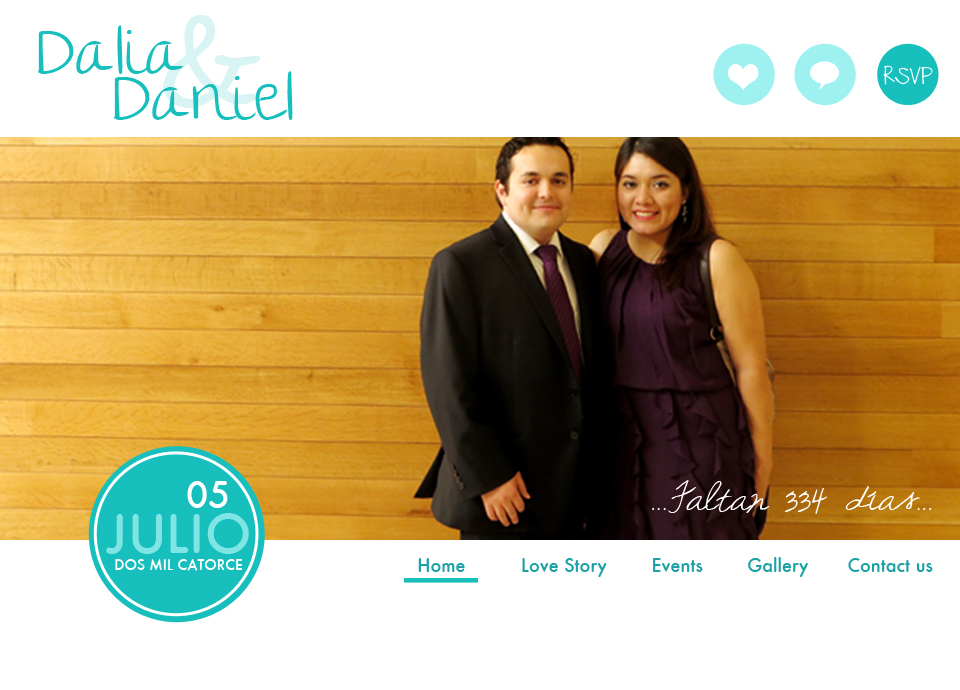 Dalia
&
Daniel
RSVP
05
JULIO
DOS MIL CATORCE
...Faltan 334 días...
Home
Love Story
Events
Gallery
Contact us